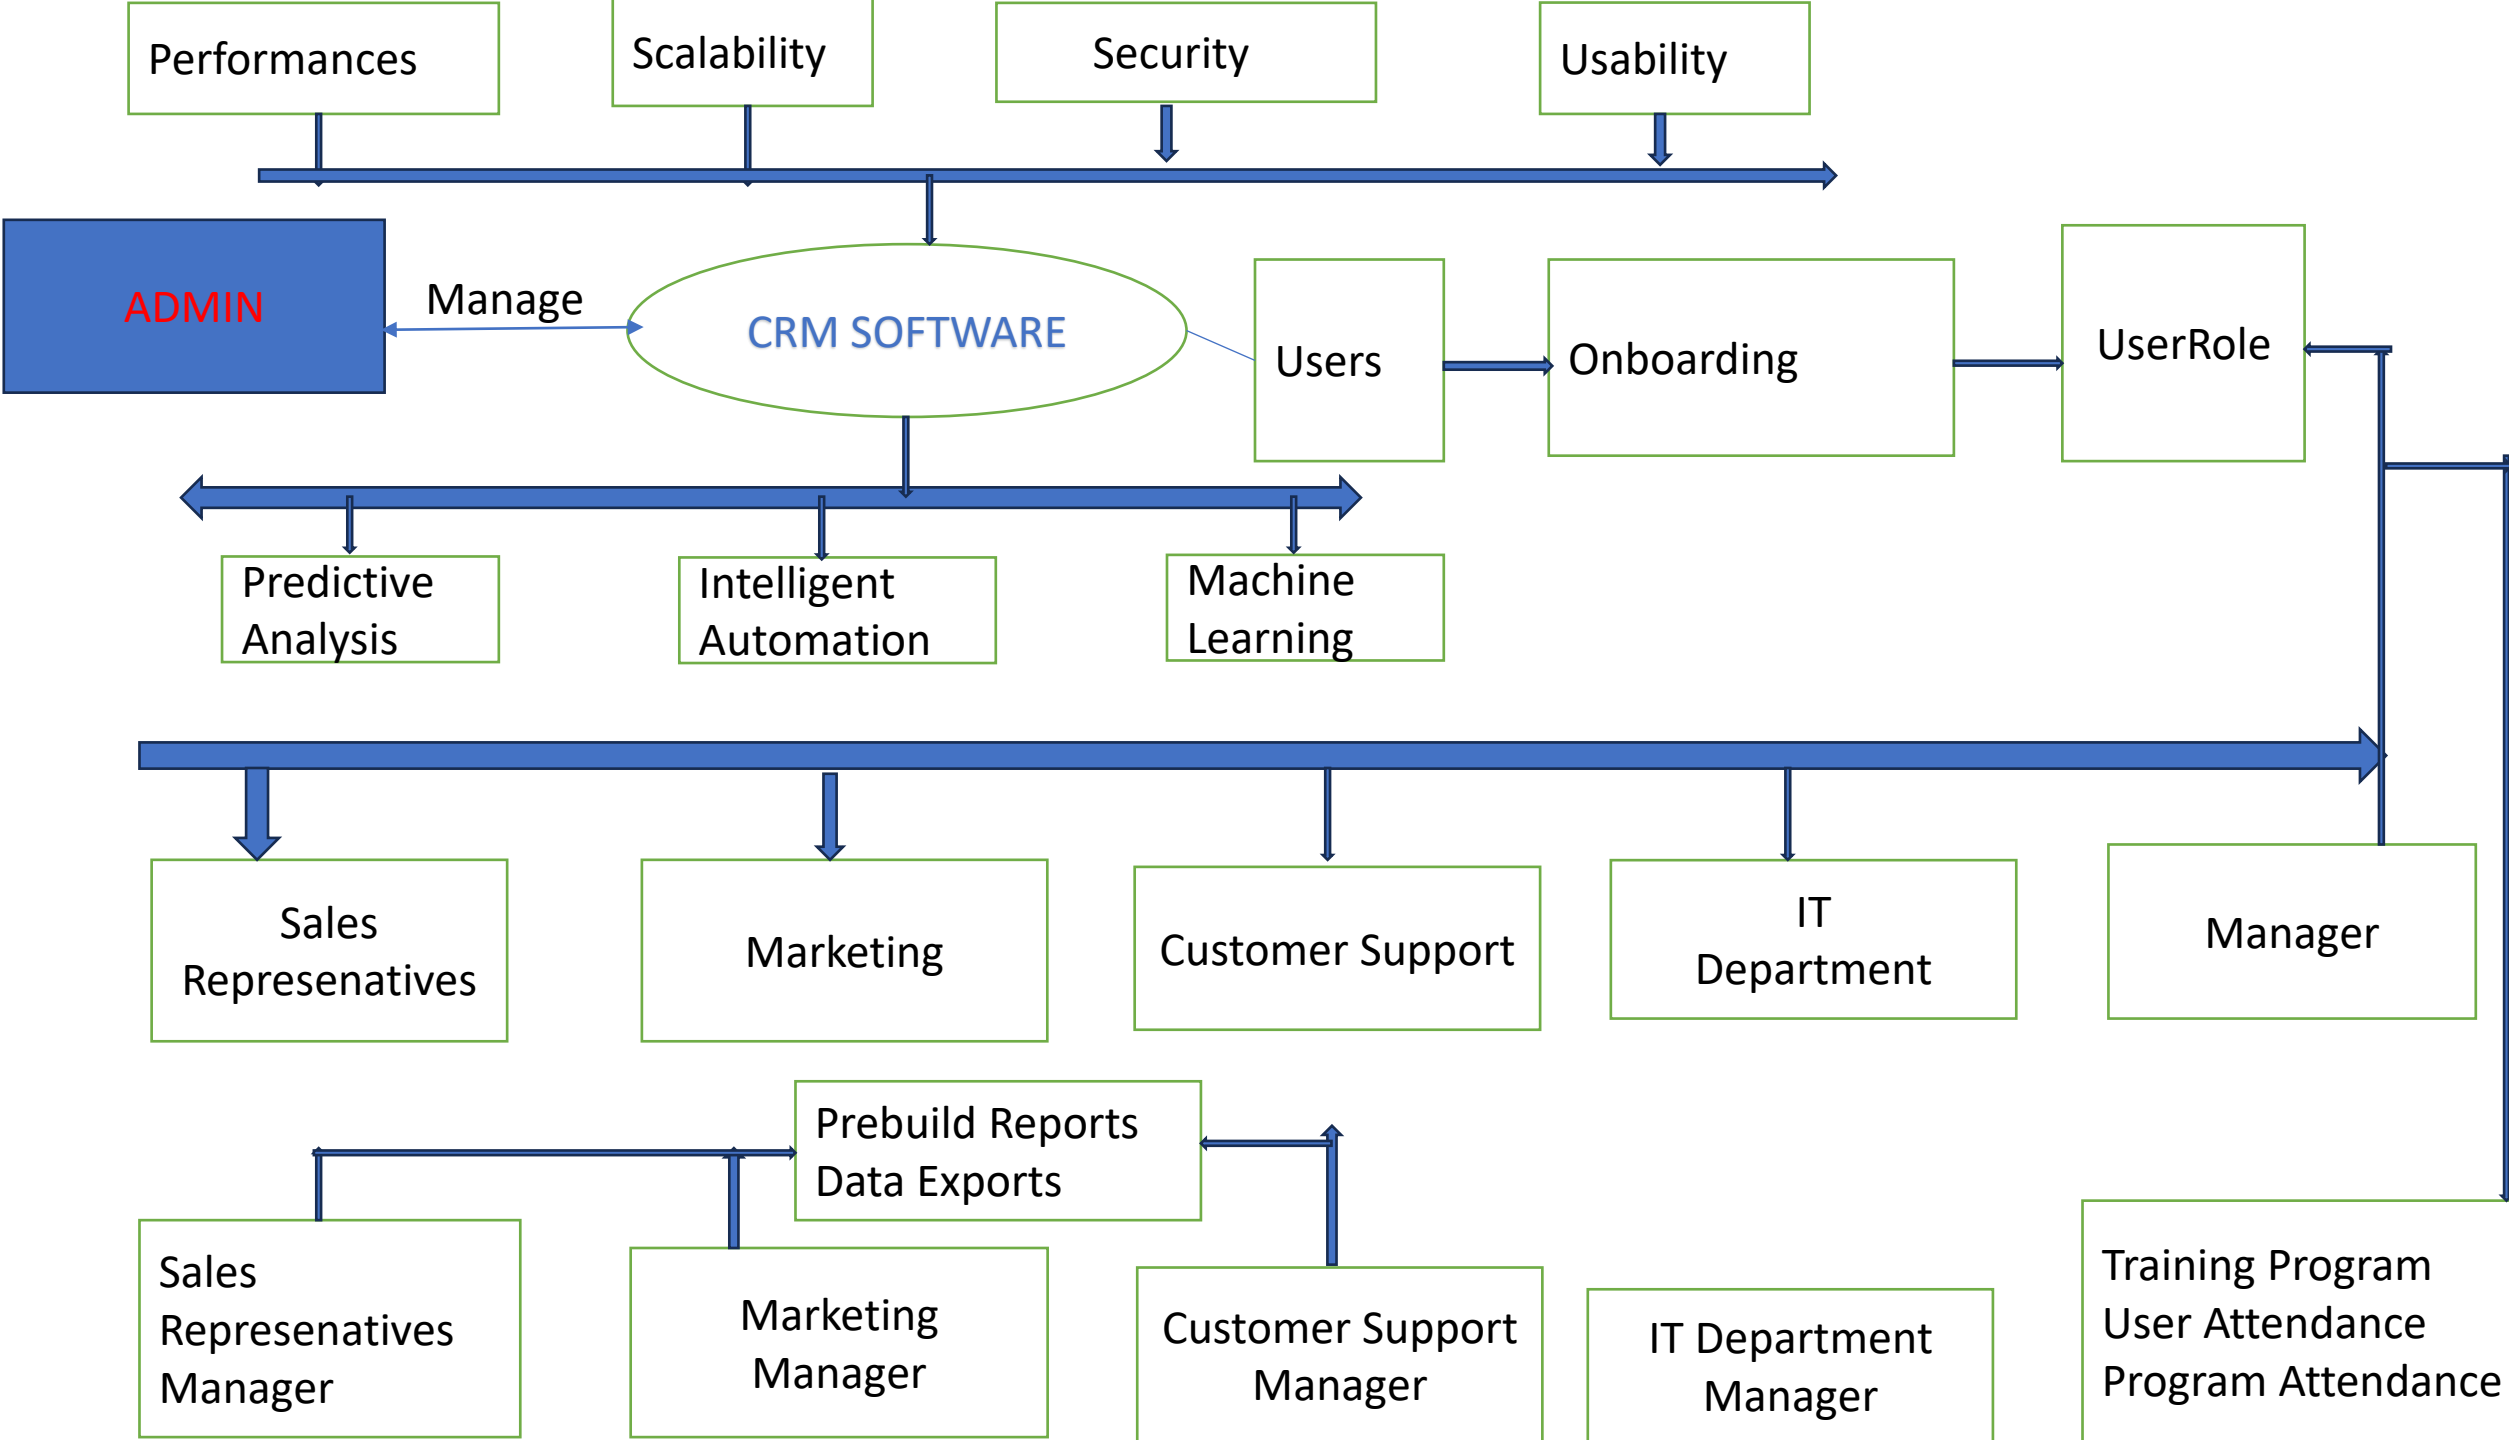 Performances
Scalability
Security
Usability
ADMIN
Manage
CRM SOFTWARE
Users
Onboarding
UserRole
Predictive
Analysis
Intelligent
Automation
Machine
Learning
Sales
Represenatives
Marketing
Customer Support
IT
Department
Manager
Prebuild Reports
Data Exports
Sales
Represenatives
Manager
Marketing
Manager
Customer Support
Manager
IT Department
Manager
Training Program
User Attendance
Program Attendance